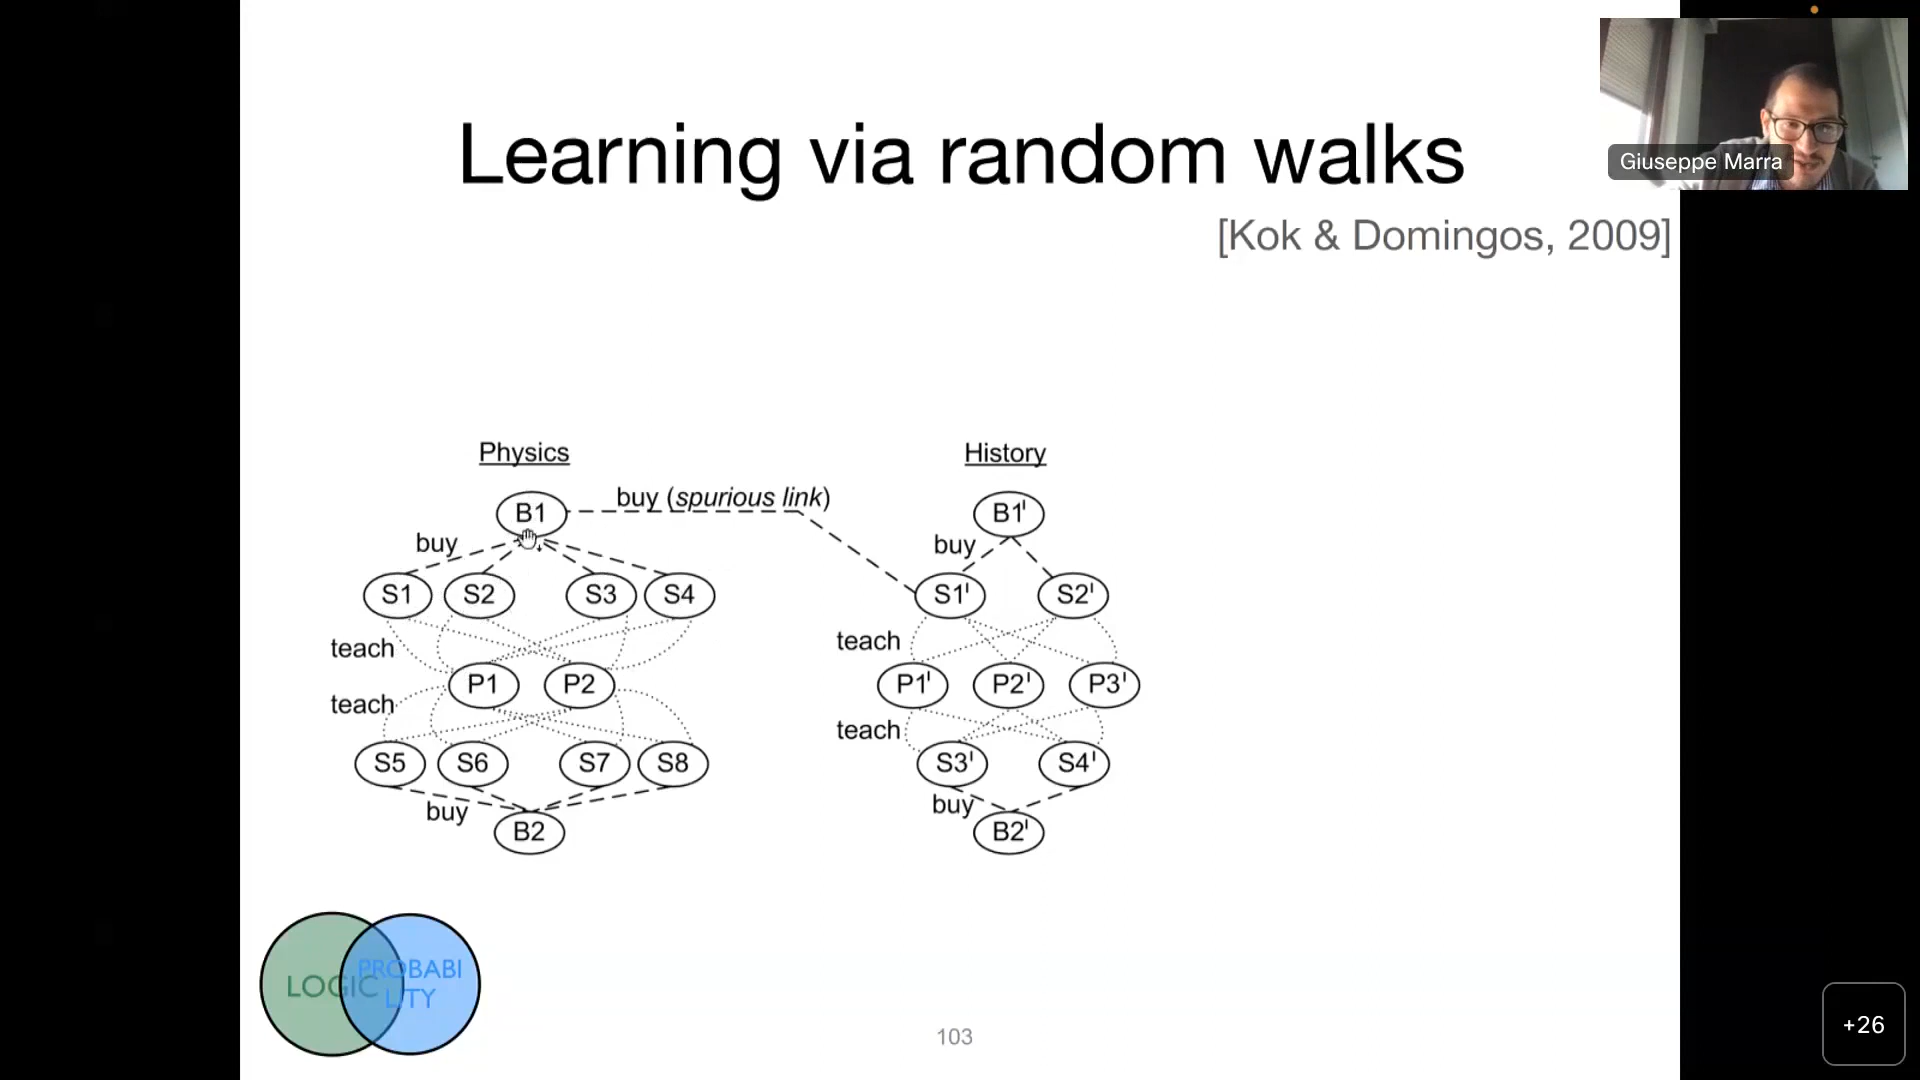 Learning via random walks
[Kok & Domingos, 2009]
Giuseppe Marra
Physics
History
B1
buy (spurious link)
B1'
buy
buy
S1 S2 S3 S4
S1' S2'
teach
teach
P1 P2
P1' P2' P3'
teach
teach
S5 S6 S7 S8
S3' S4'
buy
buy
B2
B2'
LOGIC
PROBABI
LITY
103
+26